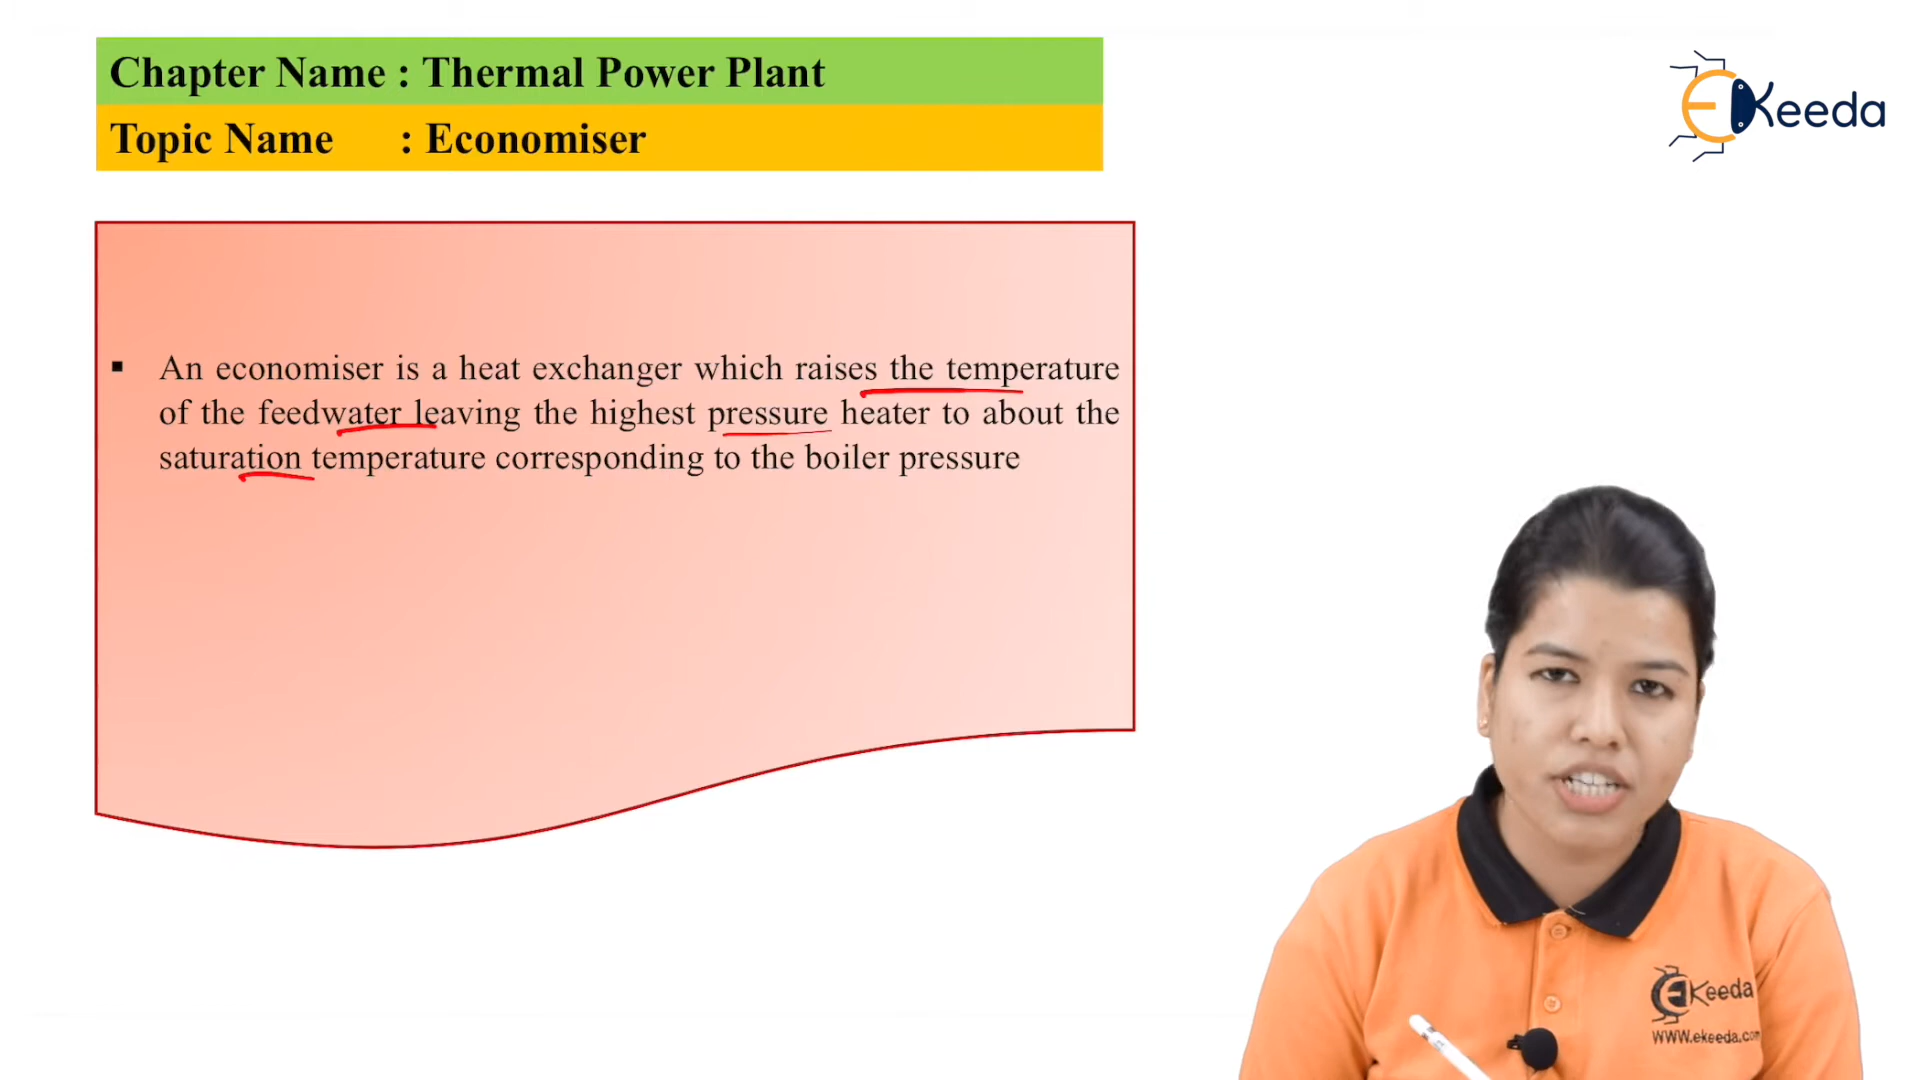 Chapter Name : Thermal Power Plant
Topic Name : Economiser
EKeeda
▪ An economiser is a heat exchanger which raises the temperature
of the feedwater leaving the highest pressure heater to about the
saturation temperature corresponding to the boiler pressure
EKeeda
www.ekeeda.com